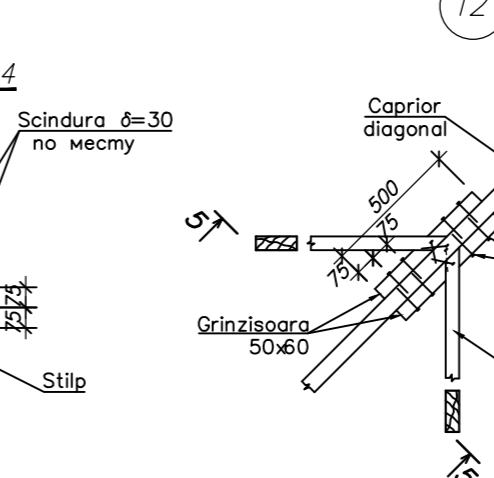 12
4
Scindura δ=30
по месту
Caprior
diagonal
500
75
75
5
75
75
Grinzisoara
50x60
Stilp
5